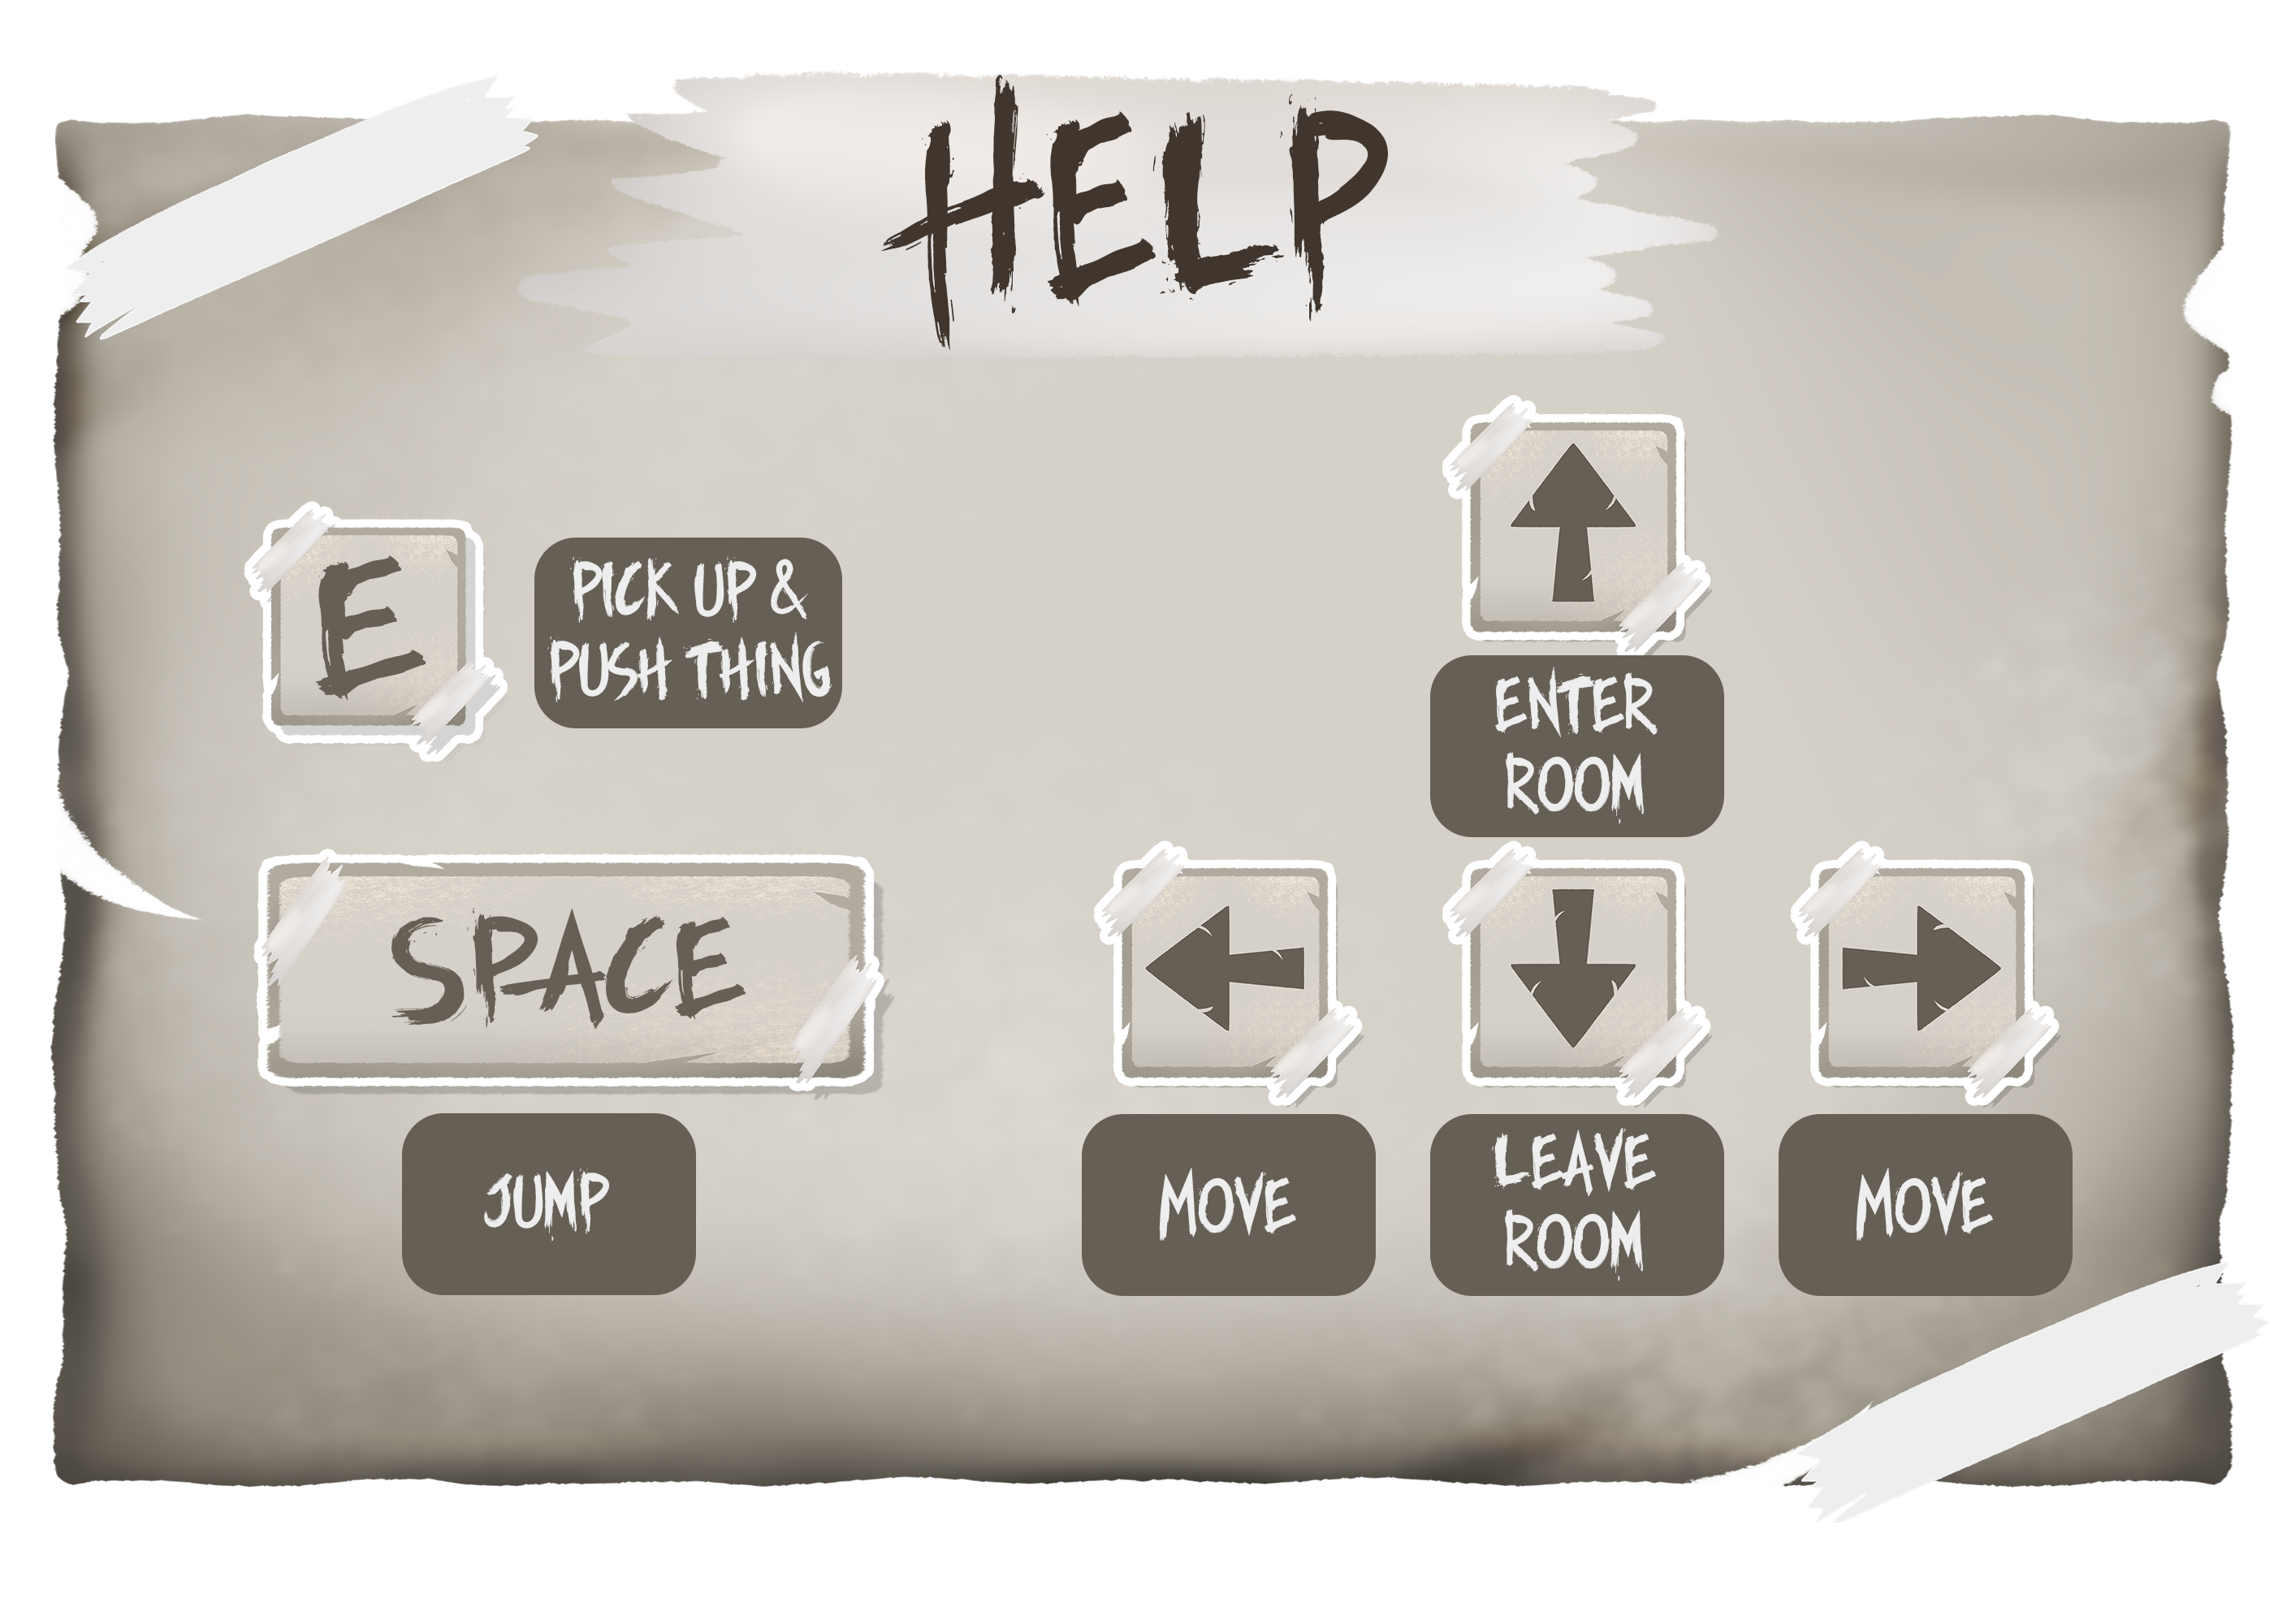 HELP
E
PICK UP &
PUSH THING
ENTER
ROOM
SPACE
JUMP
MOVE
LEAVE
ROOM
MOVE